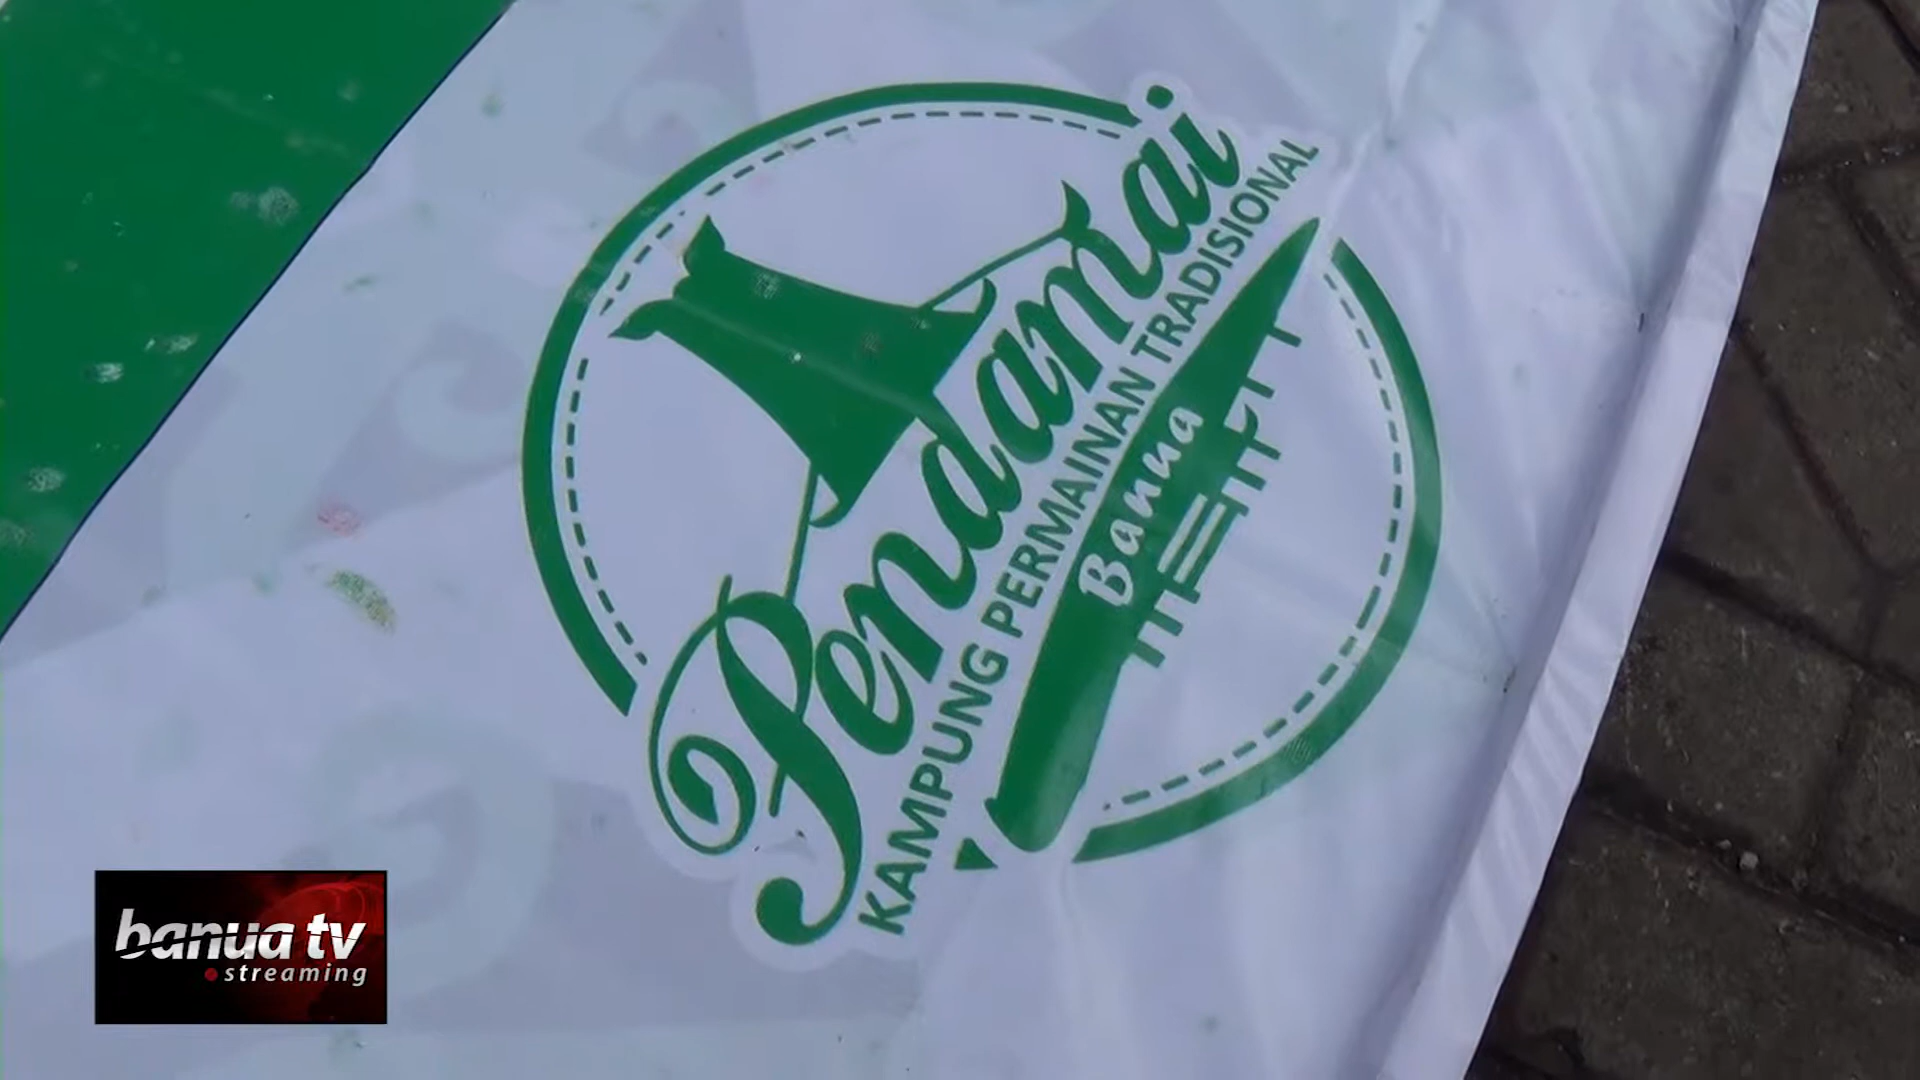 Pendamai
KAMPUNG PERMAINAN TRADISIONAL
Banua
banua tv
streaming